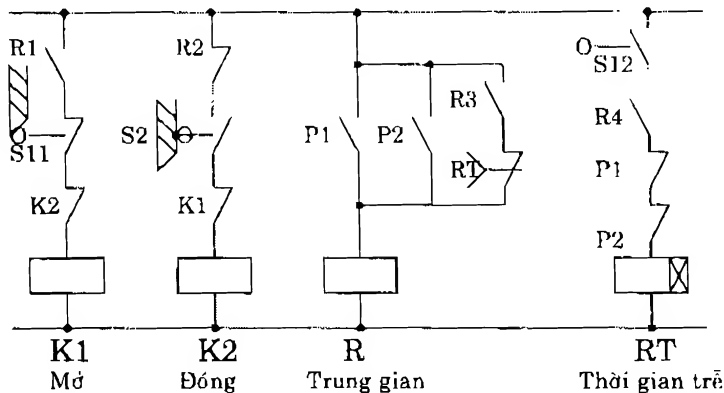 R1
R2
S12
R3
S2
P1
P2
R4
S11
RT
P1
K2
K1
P2
K1
K2
R
RT
Mở
Đóng
Trung gian
Thời gian trễ